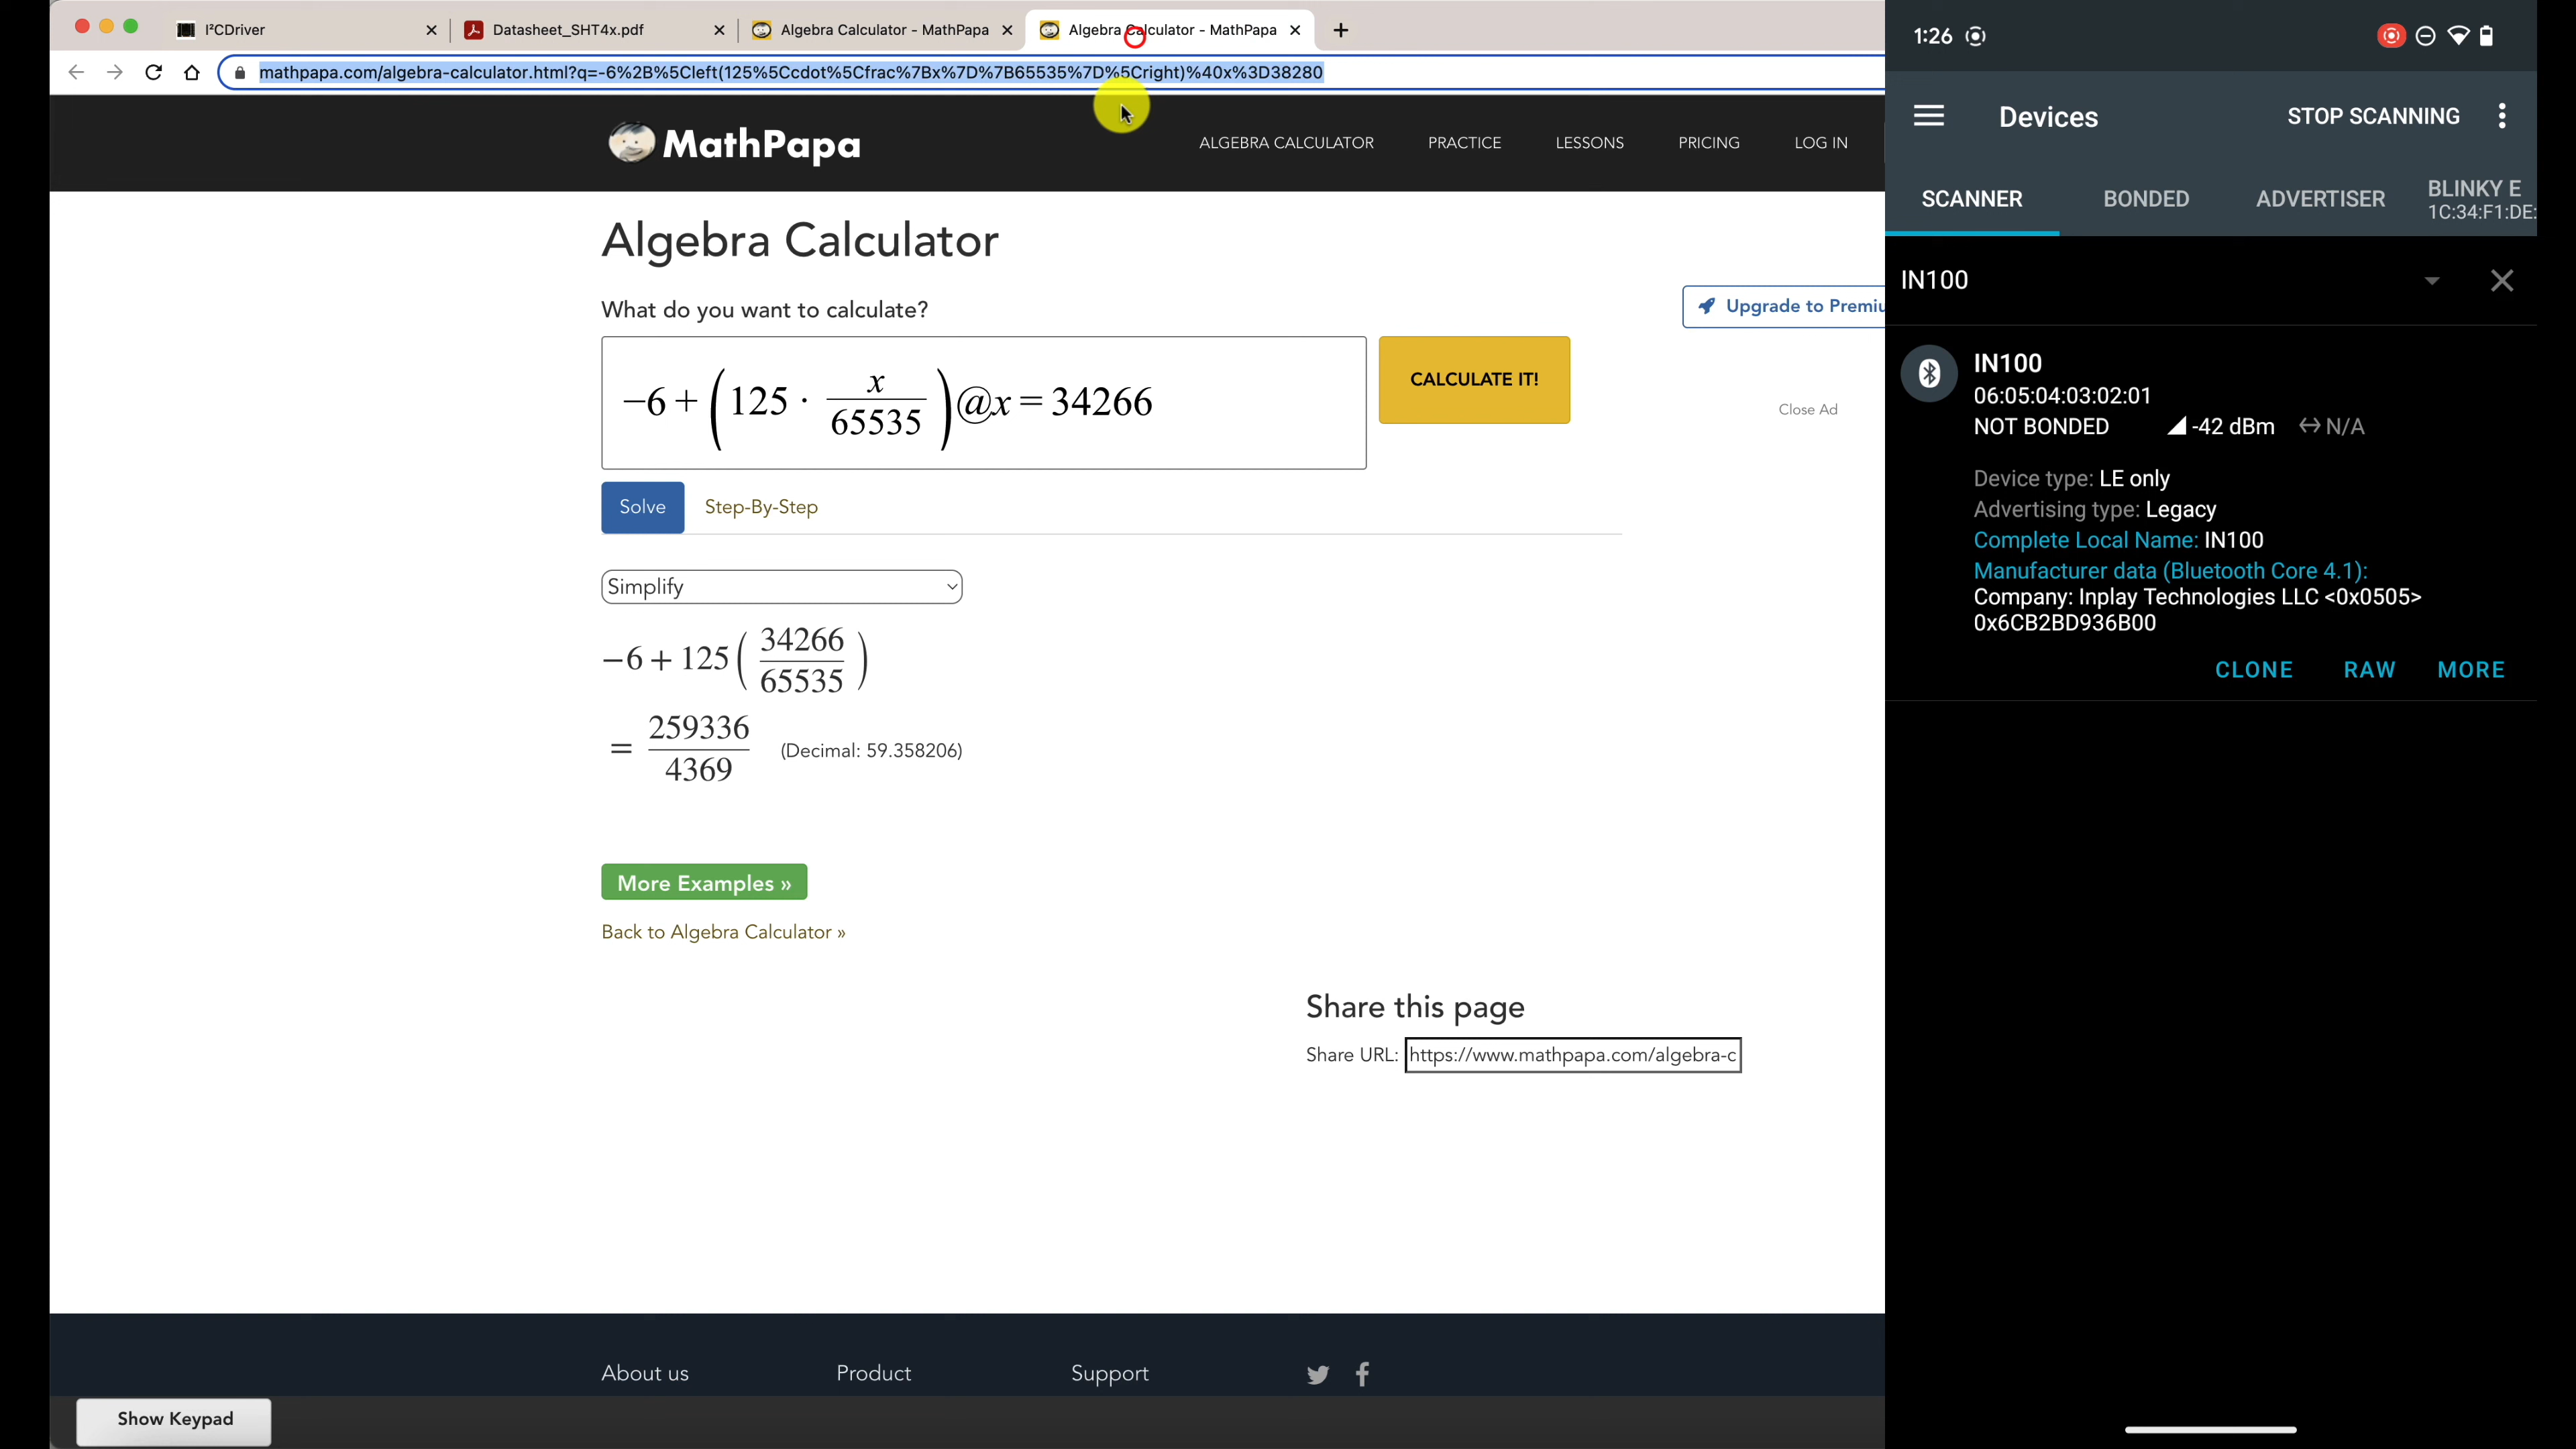 I²CDriver
Datasheet_SHT4x.pdf
Algebra Calculator - MathPapa
Algebra Calculator - MathPapa
mathpapa.com/algebra-calculator.html?q=-6%2B%5Cleft(125%5Ccdot%5Cfrac%7Bx%7D%7B65535%7D%5Cright)%40x%3D38280
MathPapa
ALGEBRA CALCULATOR
PRACTICE
LESSONS
PRICING
LOG IN
Algebra Calculator
What do you want to calculate?
Upgrade to Premiu
−6 + (125 · x/65535)@x = 34266
CALCULATE IT!
Close Ad
Solve
Step-By-Step
Simplify
−6 + 125(34266/65535)
= 259336/4369 (Decimal: 59.358206)
More Examples »
Back to Algebra Calculator »
Share this page
Share URL: https://www.mathpapa.com/algebra-c
About us
Product
Support
Show Keypad
1:26
Devices
STOP SCANNING
SCANNER
BONDED
ADVERTISER
BLINKY E
1C:34:F1:DE:
IN100
IN100
06:05:04:03:02:01
NOT BONDED
-42 dBm
N/A
Device type: LE only
Advertising type: Legacy
Complete Local Name: IN100
Manufacturer data (Bluetooth Core 4.1):
Company: Inplay Technologies LLC <0x0505>
0x6CB2BD936B00
CLONE
RAW
MORE